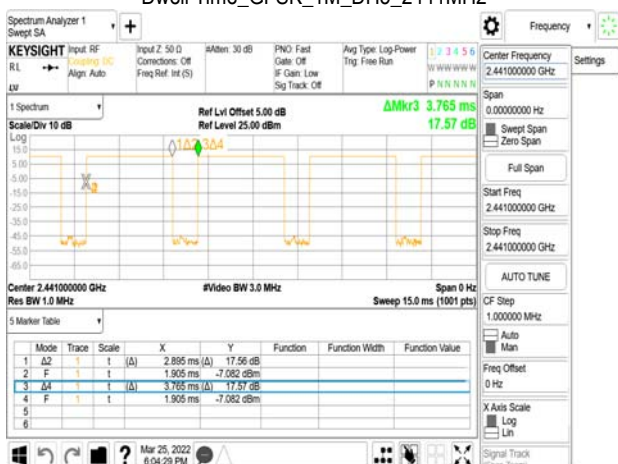 Spectrum Analyzer 1
Swept SA
+
Frequency
KEYSIGHT
Input: RF
Coupling: DC
Align: Auto
Input Z: 50 Ω
Corrections: Off
Freq Ref: Int (S)
#Atten: 30 dB
PNO: Fast
Gate: Off
IF Gain: Low
Sig Track: Off
Avg Type: Log-Power
Trig: Free Run
1 2 3 4 5 6
W W W W W W
P N N N N N
RL
LXI
Center Frequency
2.441000000 GHz
Settings
Span
0.00000000 Hz
Swept Span
Zero Span
Full Span
Start Freq
2.441000000 GHz
Stop Freq
2.441000000 GHz
AUTO TUNE
CF Step
1.000000 MHz
Auto
Man
Freq Offset
0 Hz
X Axis Scale
Log
Lin
Signal Track
1 Spectrum
Scale/Div 10 dB
Ref Lvl Offset 5.00 dB
Ref Level 25.00 dBm
ΔMkr3 3.765 ms
17.57 dB
Log
15.0
5.00
-5.00
-15.0
-25.0
-35.0
-45.0
-55.0
-65.0
1Δ2
3Δ4
Center 2.441000000 GHz
Res BW 1.0 MHz
#Video BW 3.0 MHz
Span 0 Hz
Sweep 15.0 ms (1001 pts)
5 Marker Table
Mode Trace Scale X Y Function Function Width Function Value
1 Δ2 1 t (Δ) 2.895 ms (Δ) 17.56 dB
2 F 1 t 1.905 ms -7.082 dBm
3 Δ4 1 t (Δ) 3.765 ms (Δ) 17.57 dB
4 F 1 t 1.905 ms -7.082 dBm
5
6
?
Mar 25, 2022
6:04:29 PM